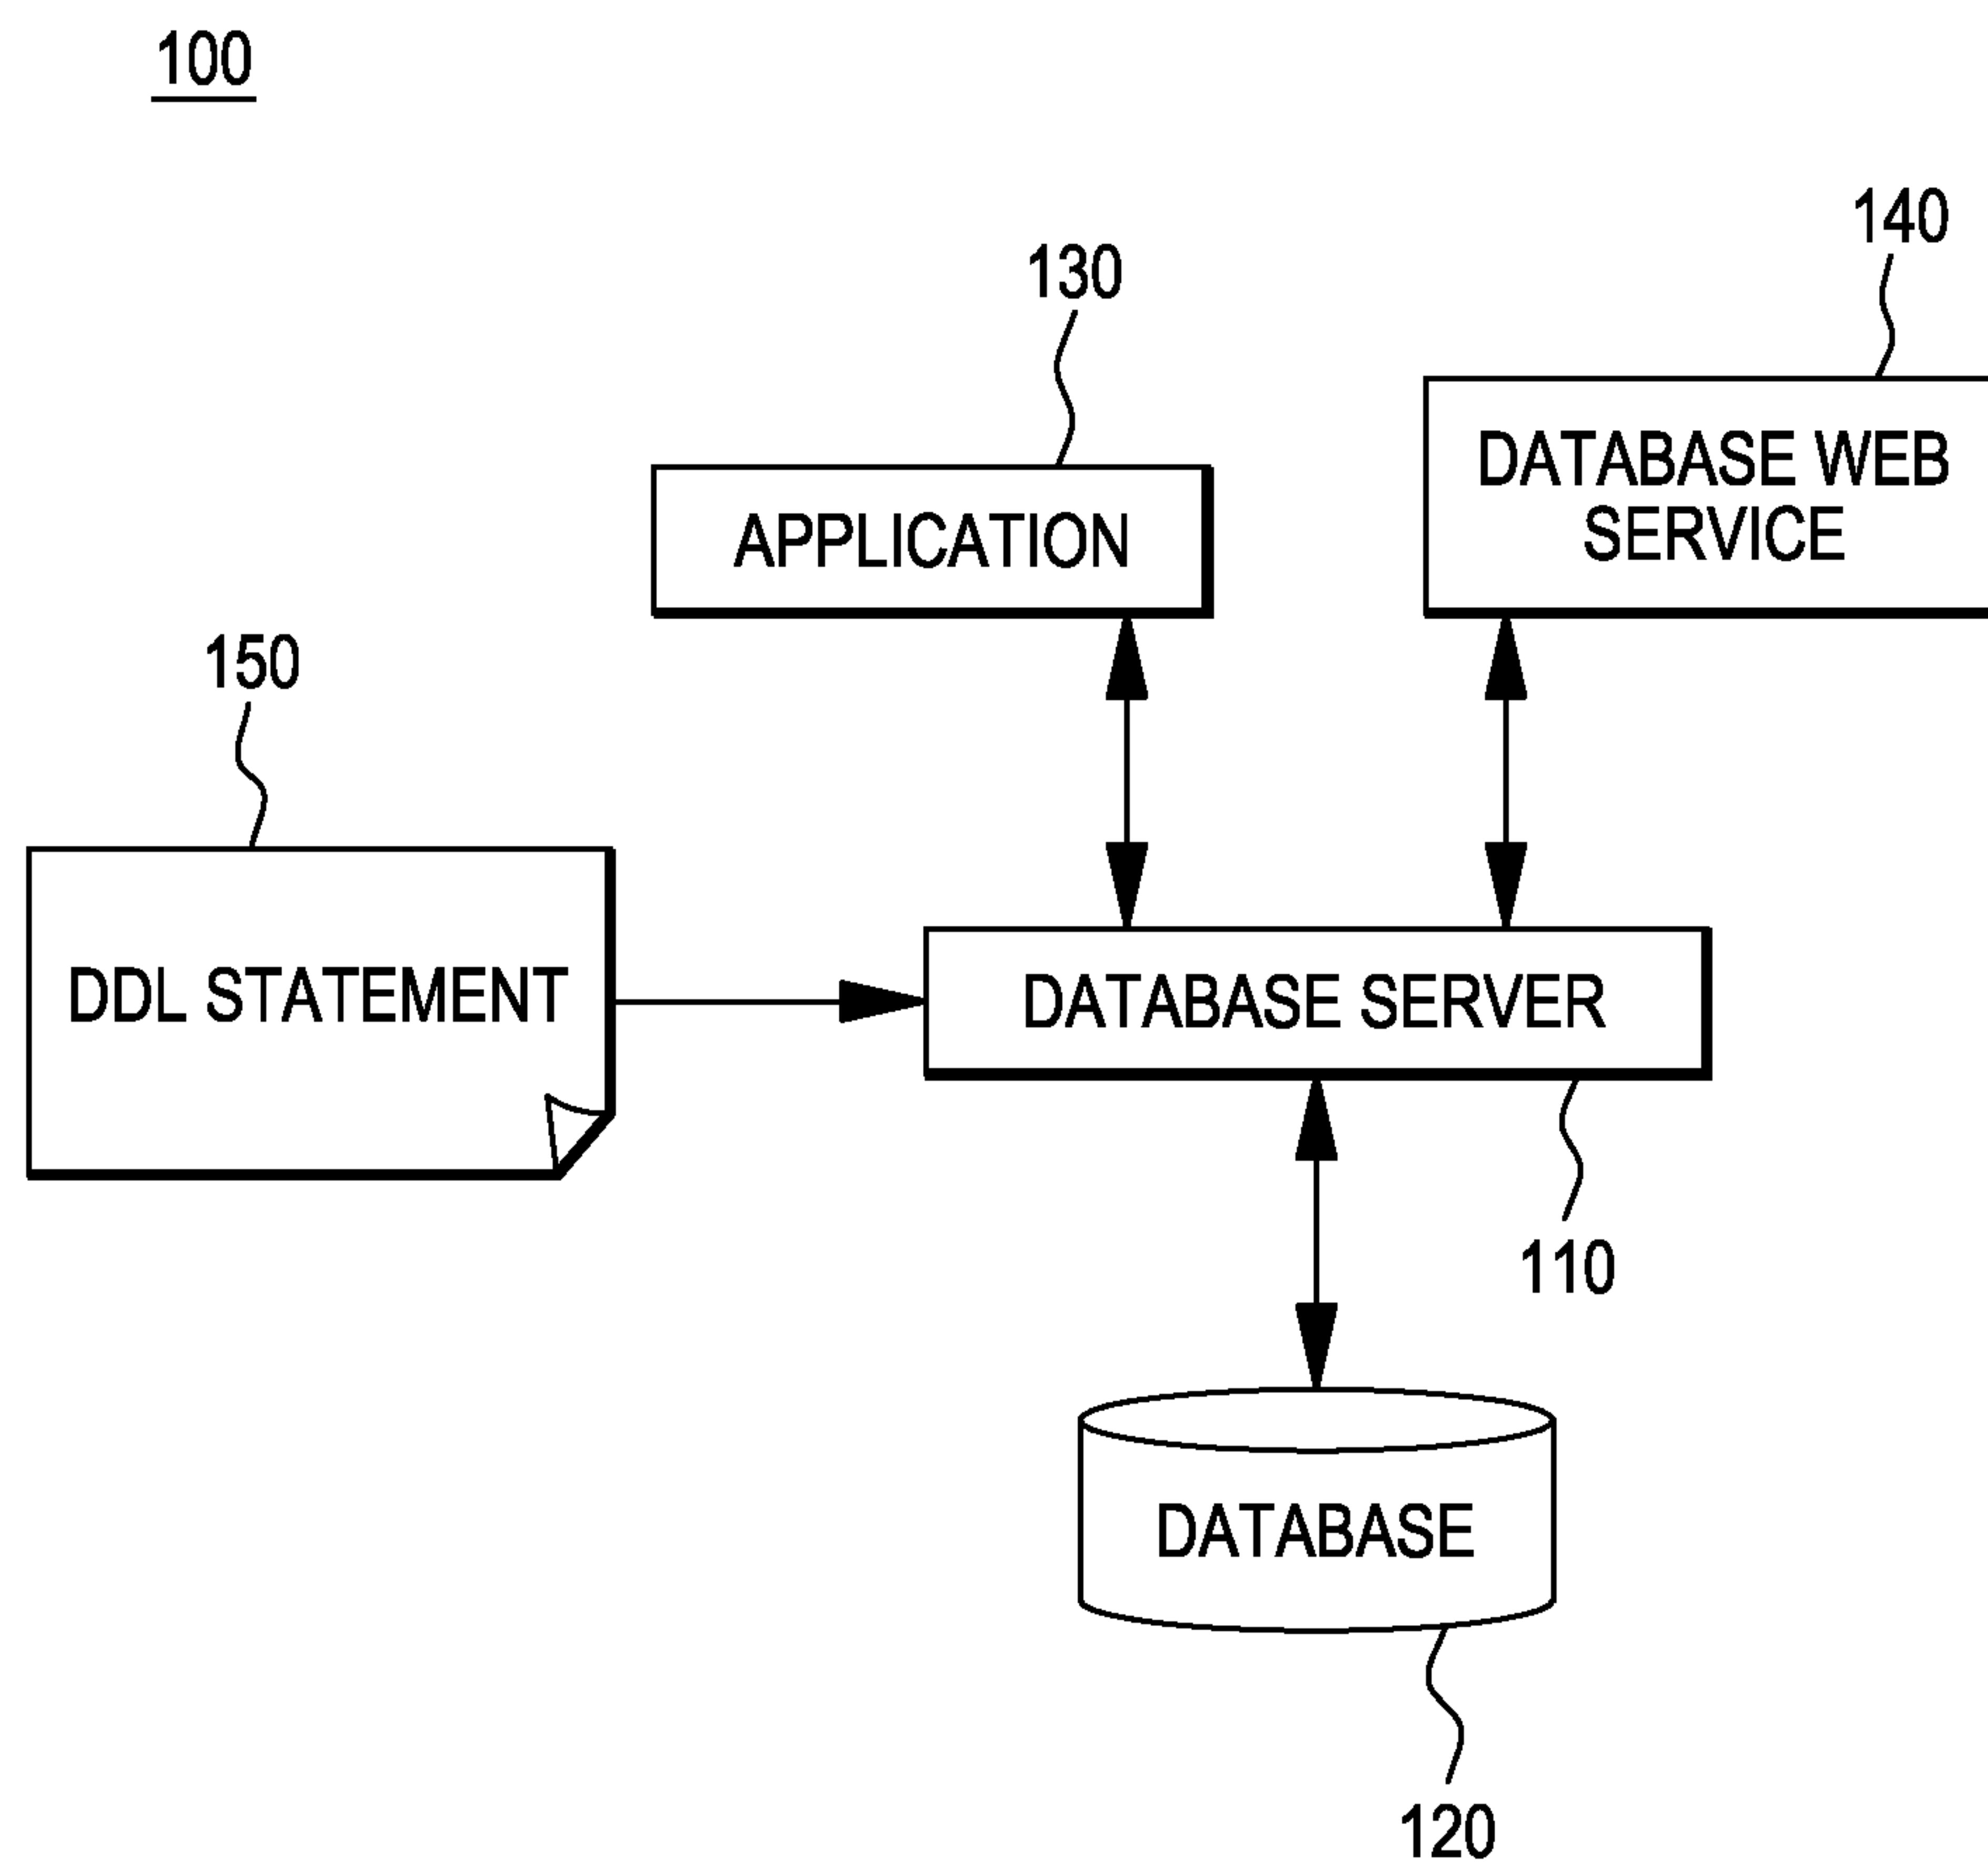 100
140
130
DATABASE WEB
SERVICE
APPLICATION
150
DDL STATEMENT
DATABASE SERVER
110
DATABASE
120